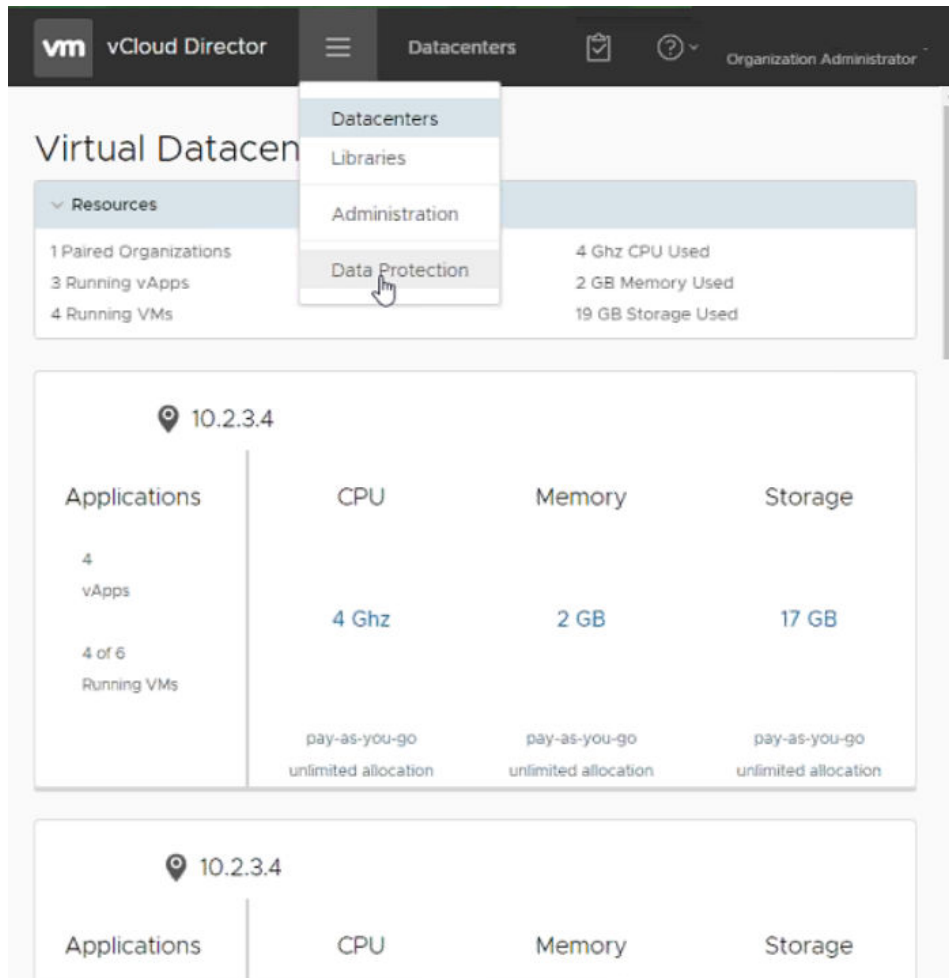 vm vCloud Director Datacenters Organization Administrator
Datacenters
Libraries
Administration
Data Protection
Virtual Datacen
Resources
1 Paired Organizations 4 Ghz CPU Used
3 Running vApps 2 GB Memory Used
4 Running VMs 19 GB Storage Used
10.2.3.4
Applications CPU Memory Storage
4
vApps
4 Ghz 2 GB 17 GB
4 of 6
Running VMs
pay-as-you-go pay-as-you-go pay-as-you-go
unlimited allocation unlimited allocation unlimited allocation
10.2.3.4
Applications CPU Memory Storage